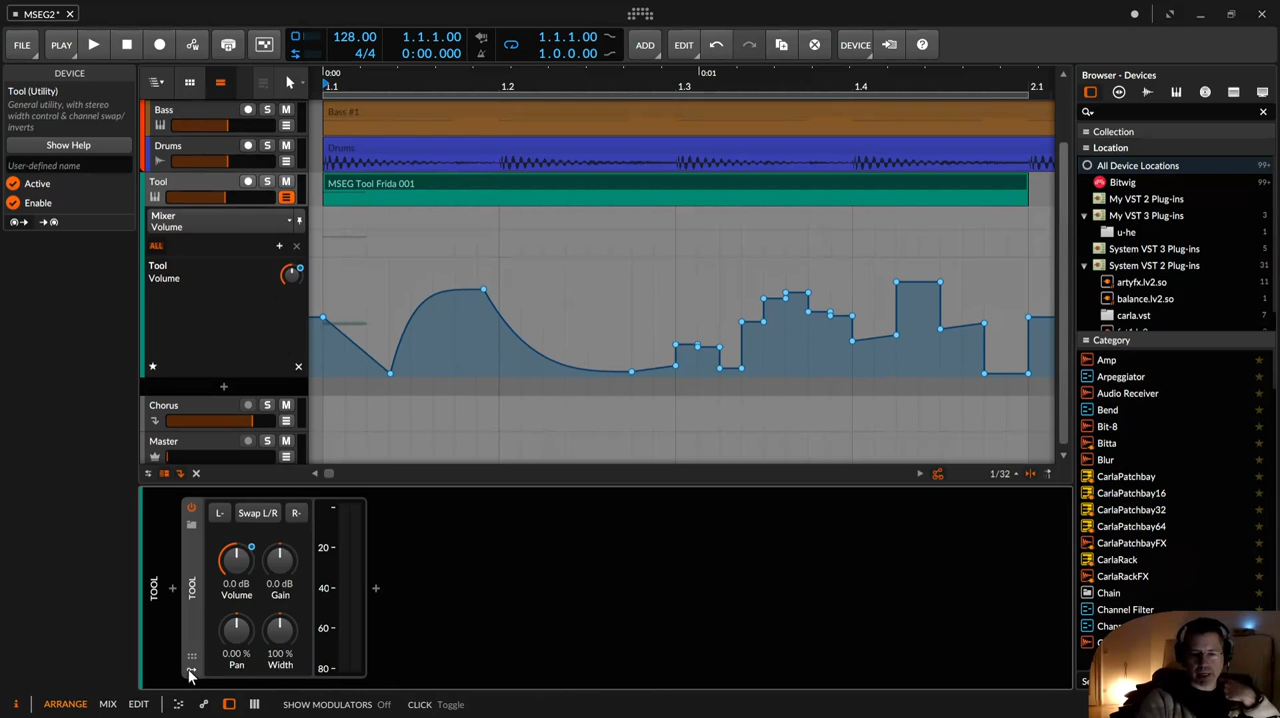 MSEG2*
FILE
PLAY
128.00
4/4
1.1.1.00
0:00.000
1.1.1.00
1.0.0.00
ADD
EDIT
DEVICE
DEVICE
Tool (Utility)
General utility, with stereo
width control & channel swap/
inverts
Show Help
User-defined name
Active
Enable
0:00
0:01
1.1
1.2
1.3
1.4
2.1
Bass
S
M
Bass #1
Drums
S
M
Drums
Tool
S
M
MSEG Tool Frida 001
Mixer
Volume
ALL
Tool
Volume
Chorus
S
M
Master
S
M
1/32
TOOL
TOOL
L-
Swap L/R
R-
0.0 dB
Volume
0.0 dB
Gain
0.00 %
Pan
100 %
Width
20
40
60
80
Browser - Devices
Collection
Location
All Device Locations
99+
Bitwig
99+
My VST 2 Plug-ins
My VST 3 Plug-ins
3
u-he
1
System VST 3 Plug-ins
System VST 2 Plug-ins
31
artyfx.lv2.so
11
balance.lv2.so
1
carla.vst
7
Category
Amp
Arpeggiator
Audio Receiver
Bend
Bit-8
Bitta
Blur
CarlaPatchbay
CarlaPatchbay16
CarlaPatchbay32
CarlaPatchbay64
CarlaPatchbayFX
CarlaRack
CarlaRackFX
Chain
Channel Filter
i
ARRANGE
MIX
EDIT
SHOW MODULATORS
Off
CLICK
Toggle